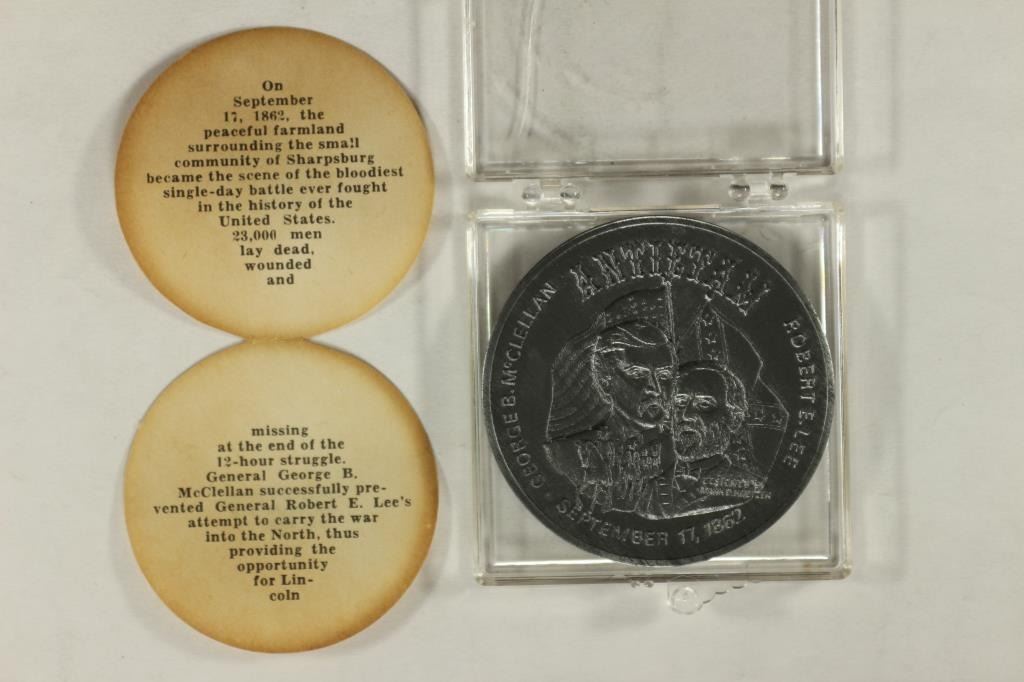 On
September
17, 1862, the
peaceful farmland
surrounding the small
community of Sharpsburg
became the scene of the bloodiest
single-day battle ever fought
in the history of the
United States.
23,000 men
lay dead,
wounded
and
missing
at the end of the
12-hour struggle.
General George B.
McClellan successfully pre-
vented General Robert E. Lee's
attempt to carry the war
into the North, thus
providing the
opportunity
for Lin-
coln
ANTIETAM
GEORGE B. McCLELLAN
ROBERT E. LEE
SEPTEMBER 17, 1862